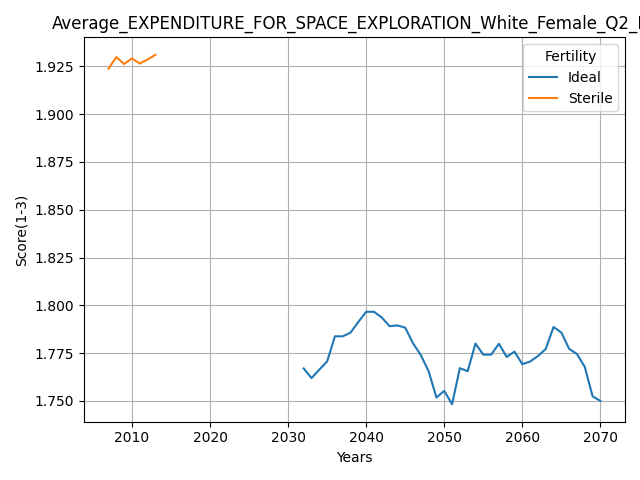 Average_EXPENDITURE_FOR_SPACE_EXPLORATION_White_Female_Q2_
Fertility
Ideal
Sterile
Score(1-3)
1.925
1.900
1.875
1.850
1.825
1.800
1.775
1.750
2010 2020 2030 2040 2050 2060 2070
Years